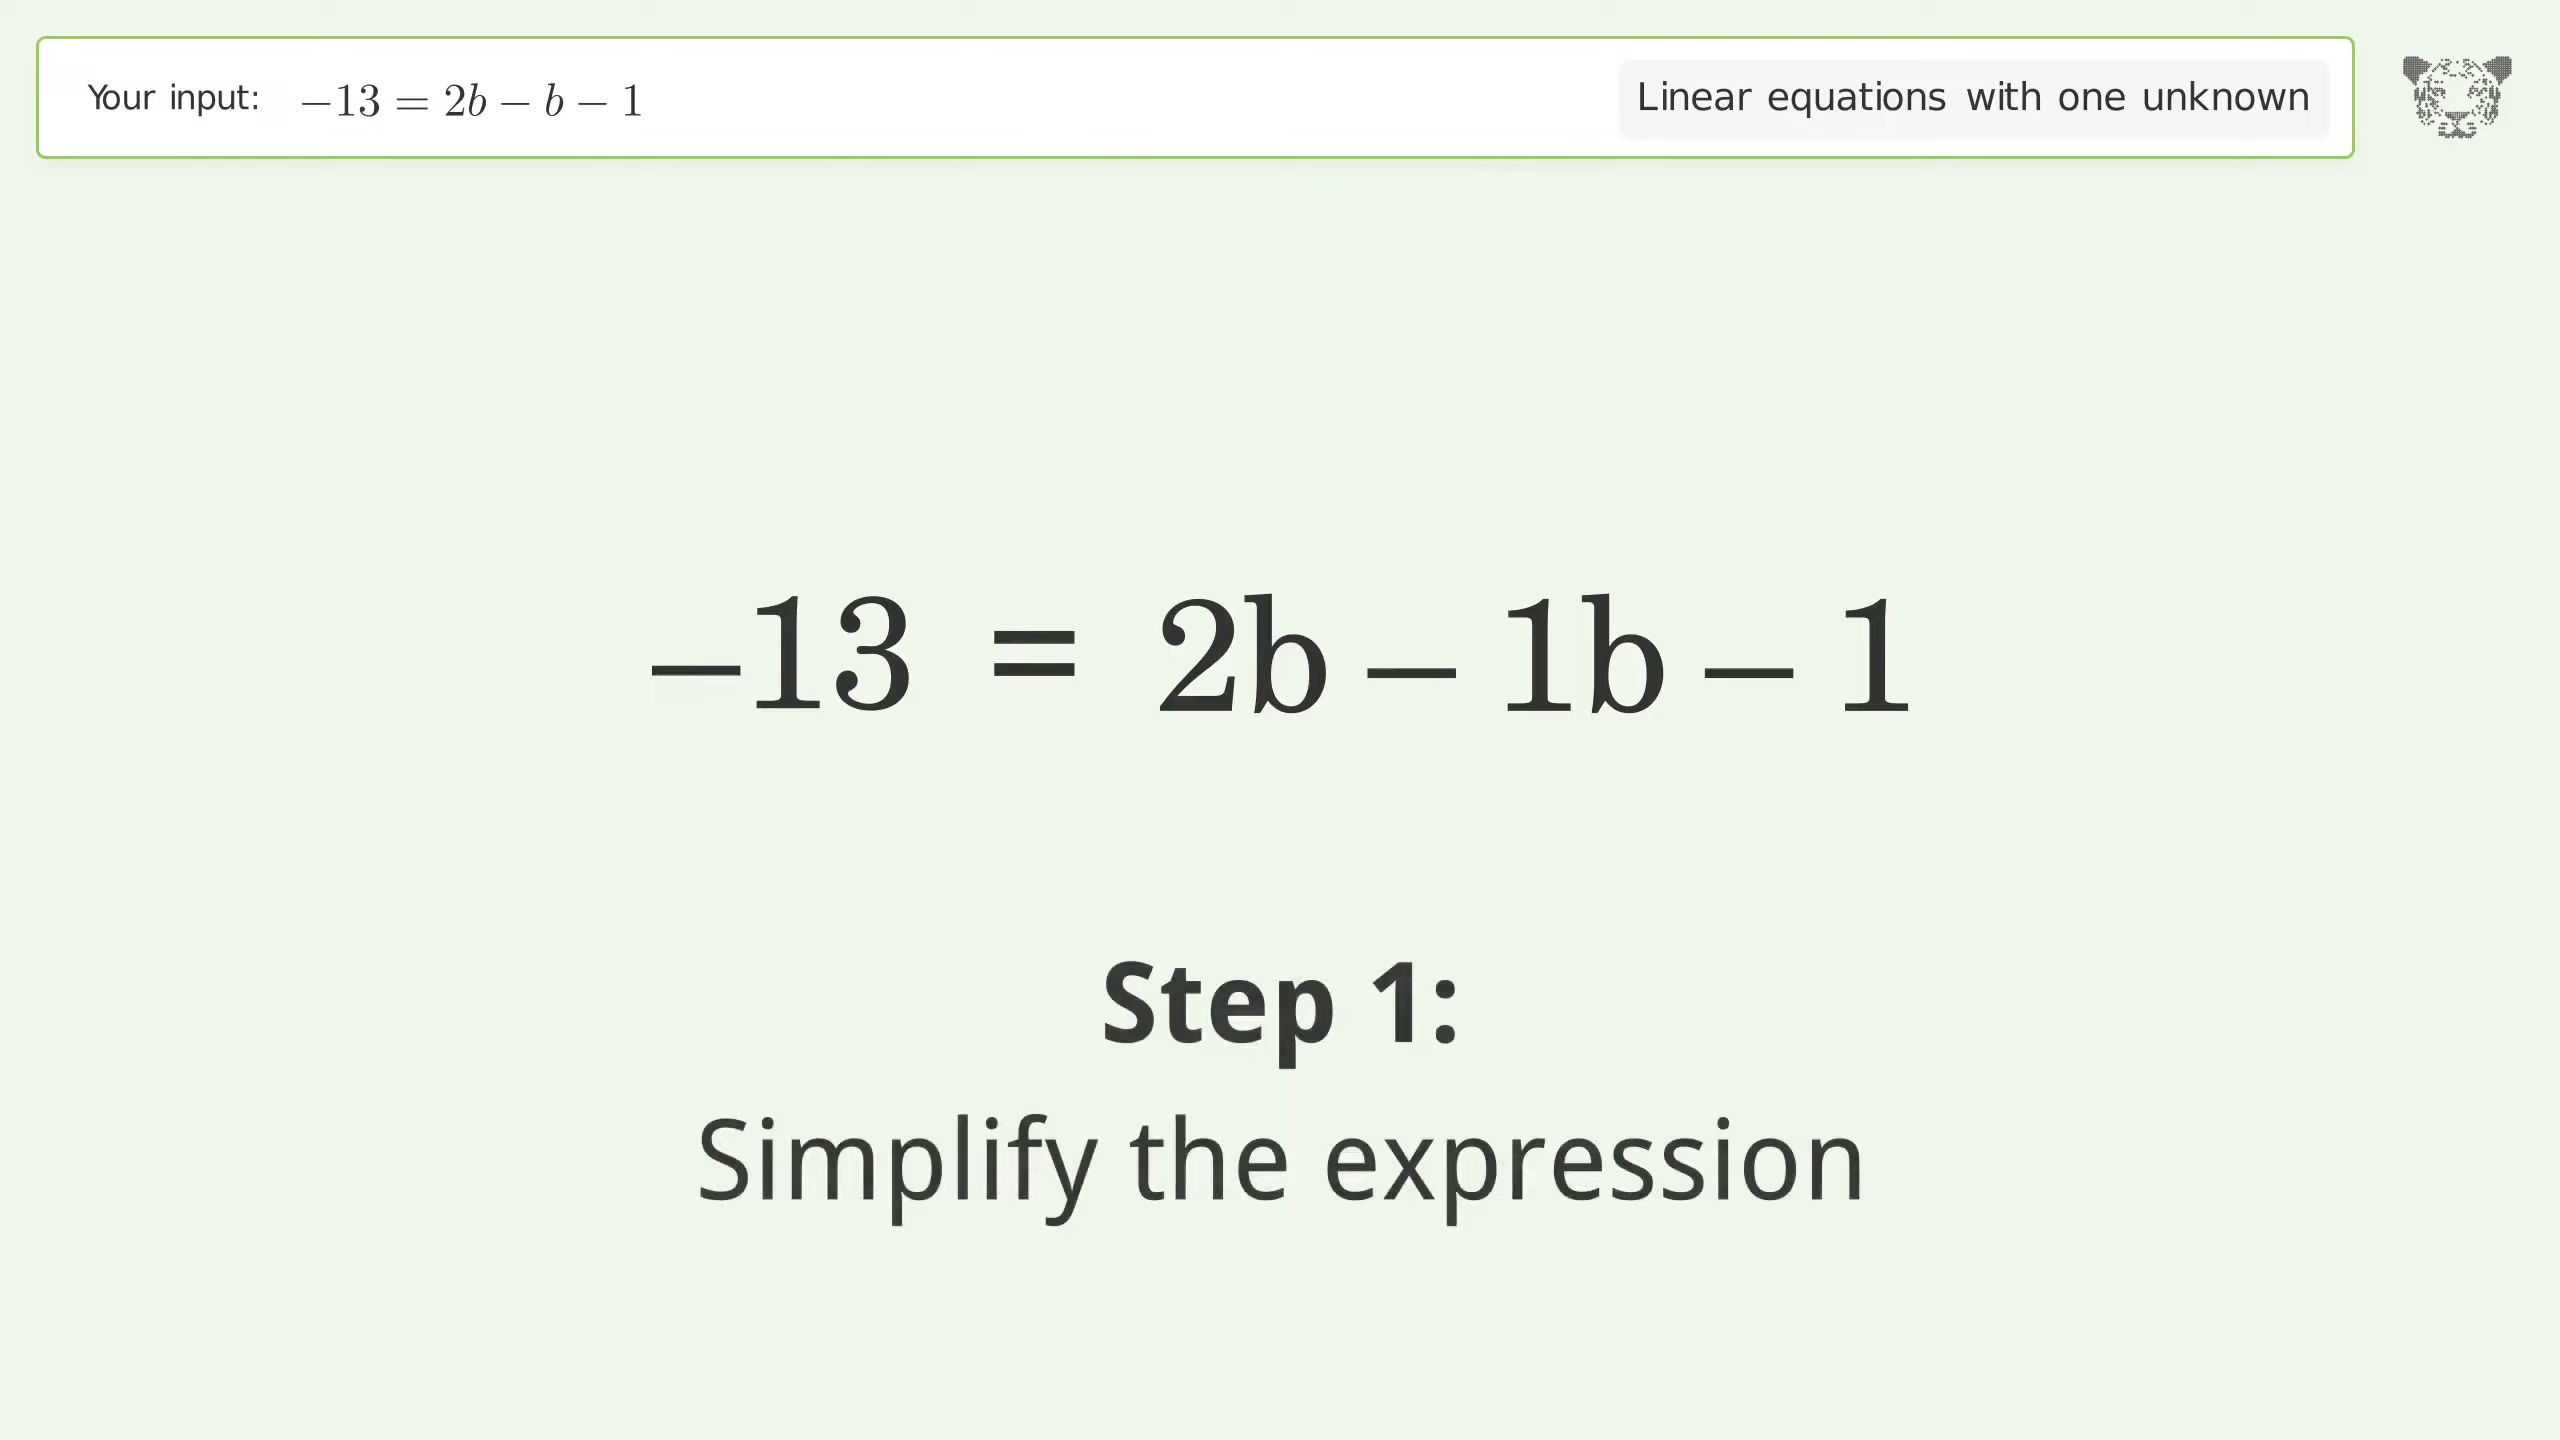 Your input: −13 = 2b − b − 1
Linear equations with one unknown
−13 = 2b − 1b − 1
Step 1:
Simplify the expression